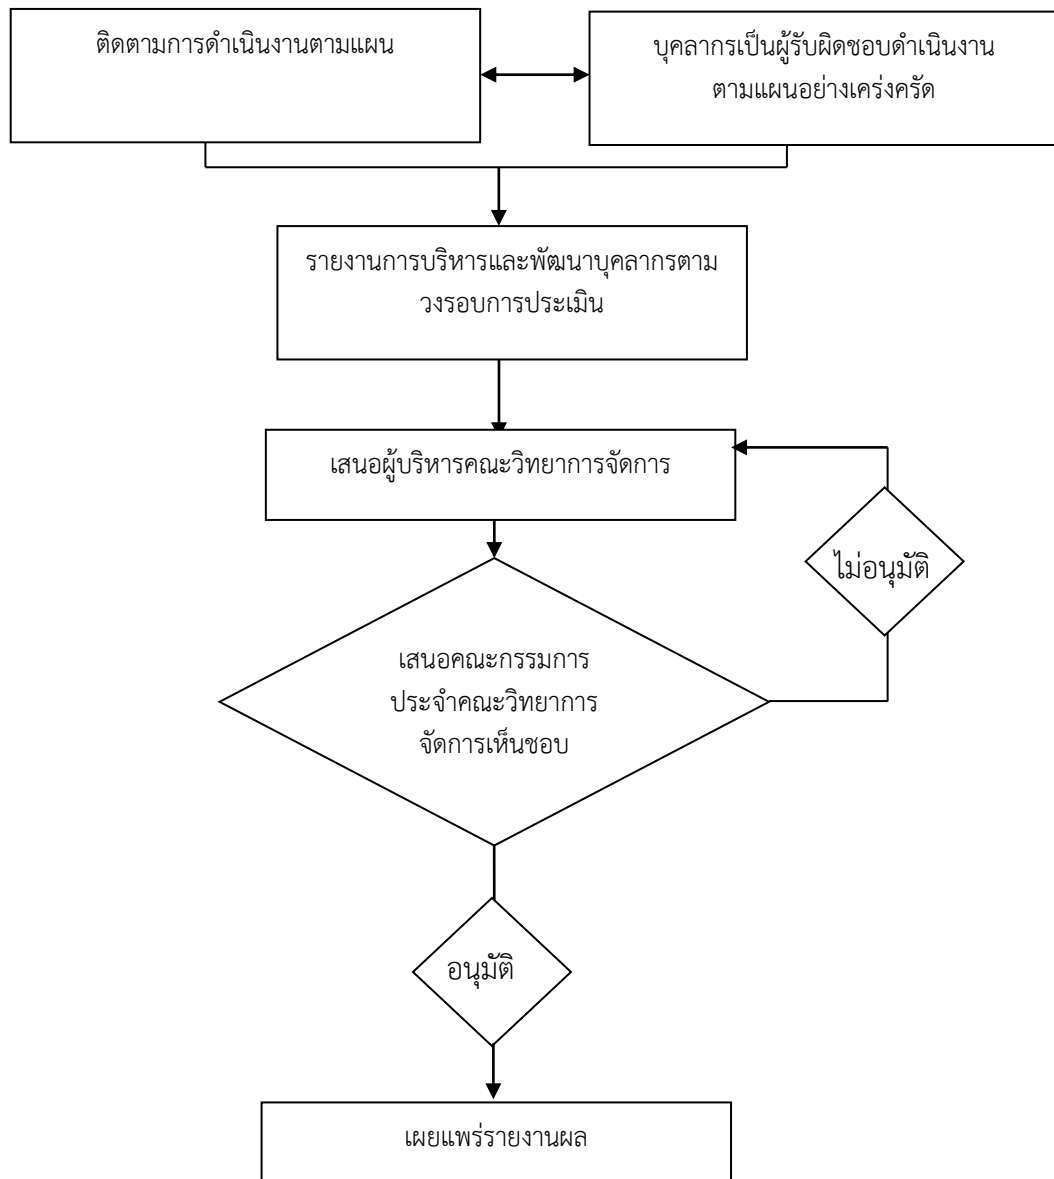 ติดตามการดำเนินงานตามแผน
บุคลากรเป็นผู้รับผิดชอบดำเนินงาน
ตามแผนอย่างเคร่งครัด
รายงานการบริหารและพัฒนาบุคลากรตาม
วงรอบการประเมิน
เสนอผู้บริหารคณะวิทยาการจัดการ
ไม่อนุมัติ
เสนอคณะกรรมการ
ประจำคณะวิทยาการ
จัดการเห็นชอบ
อนุมัติ
เผยแพร่รายงานผล